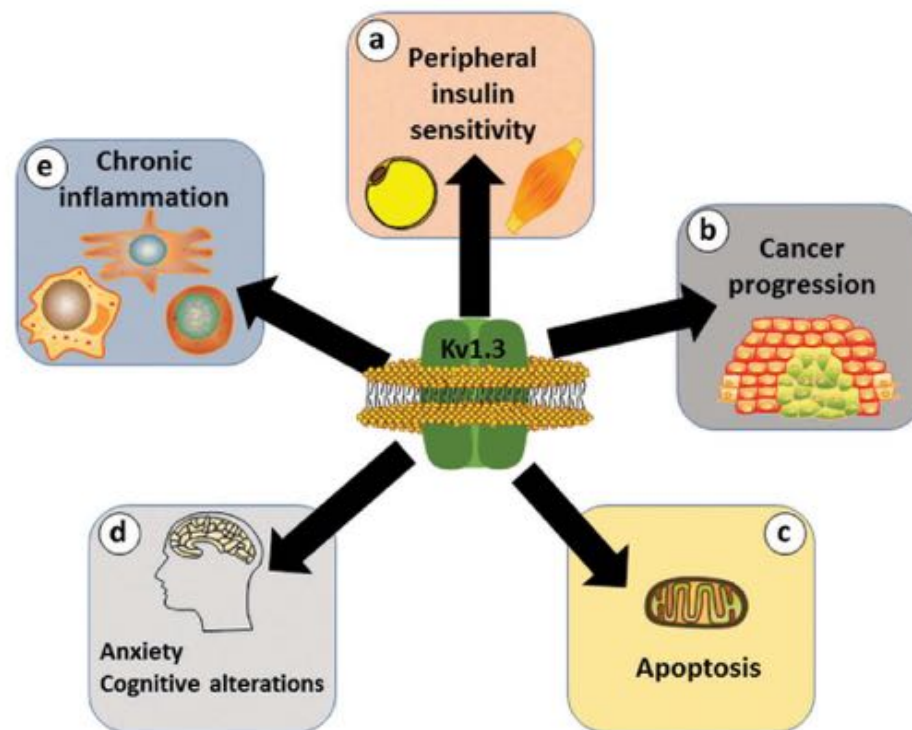 a
Peripheral
insulin
sensitivity
b
Cancer
progression
c
Apoptosis
d
Anxiety
Cognitive alterations
e
Chronic
inflammation
Kv1.3